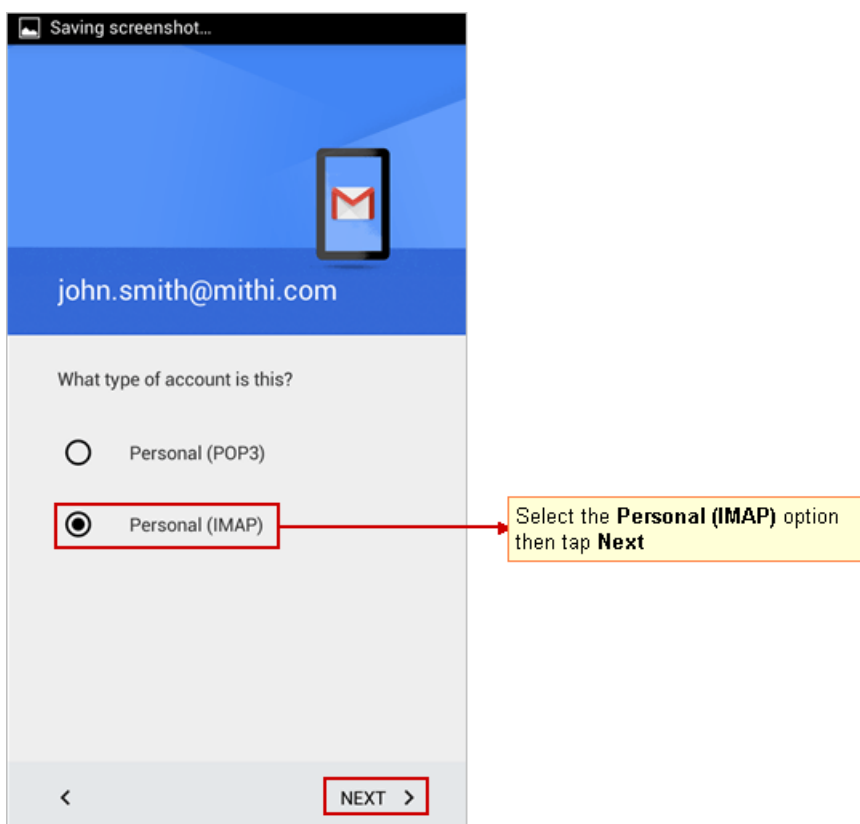 Saving screenshot...
john.smith@mithi.com
What type of account is this?
Personal (POP3)
Personal (IMAP)
Select the Personal (IMAP) option
then tap Next
NEXT